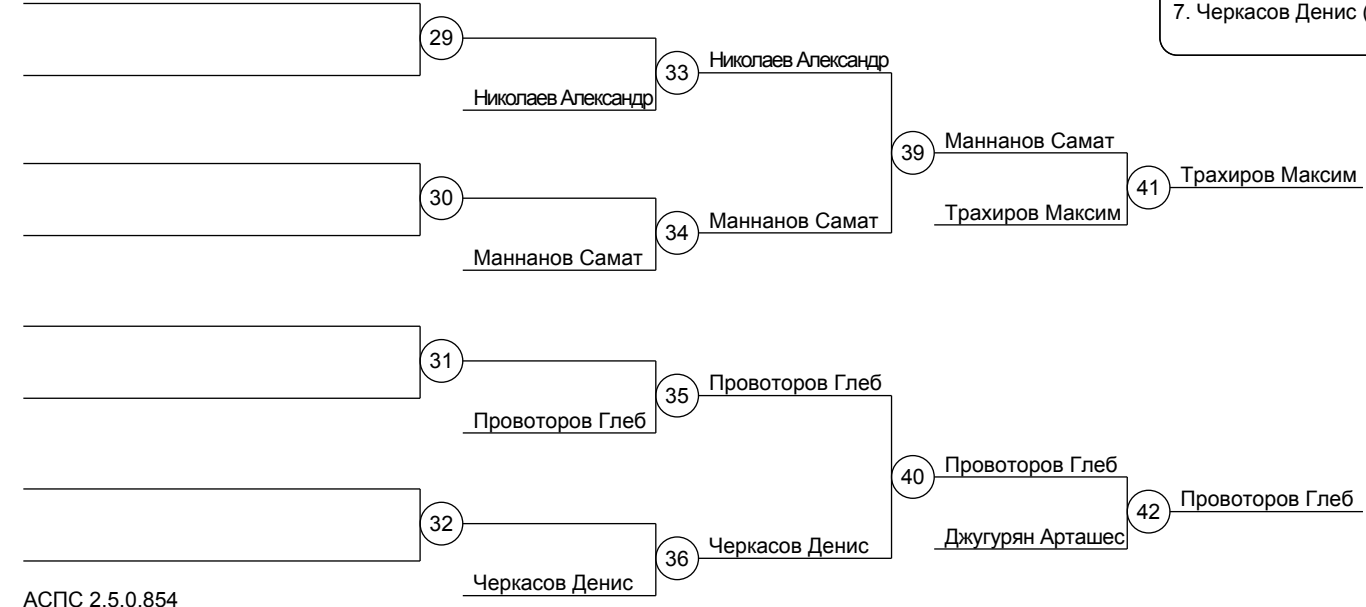 7. Черкасов Денис (
29
Николаев Александр
33
Николаев Александр
39
Маннанов Самат
30
Маннанов Самат
34
Маннанов Самат
Трахиров Максим
41
Трахиров Максим
31
Провоторов Глеб
35
Провоторов Глеб
40
Провоторов Глеб
32
Черкасов Денис
36
Черкасов Денис
Джугурян Арташес
42
Провоторов Глеб
АСПС 2.5.0.854